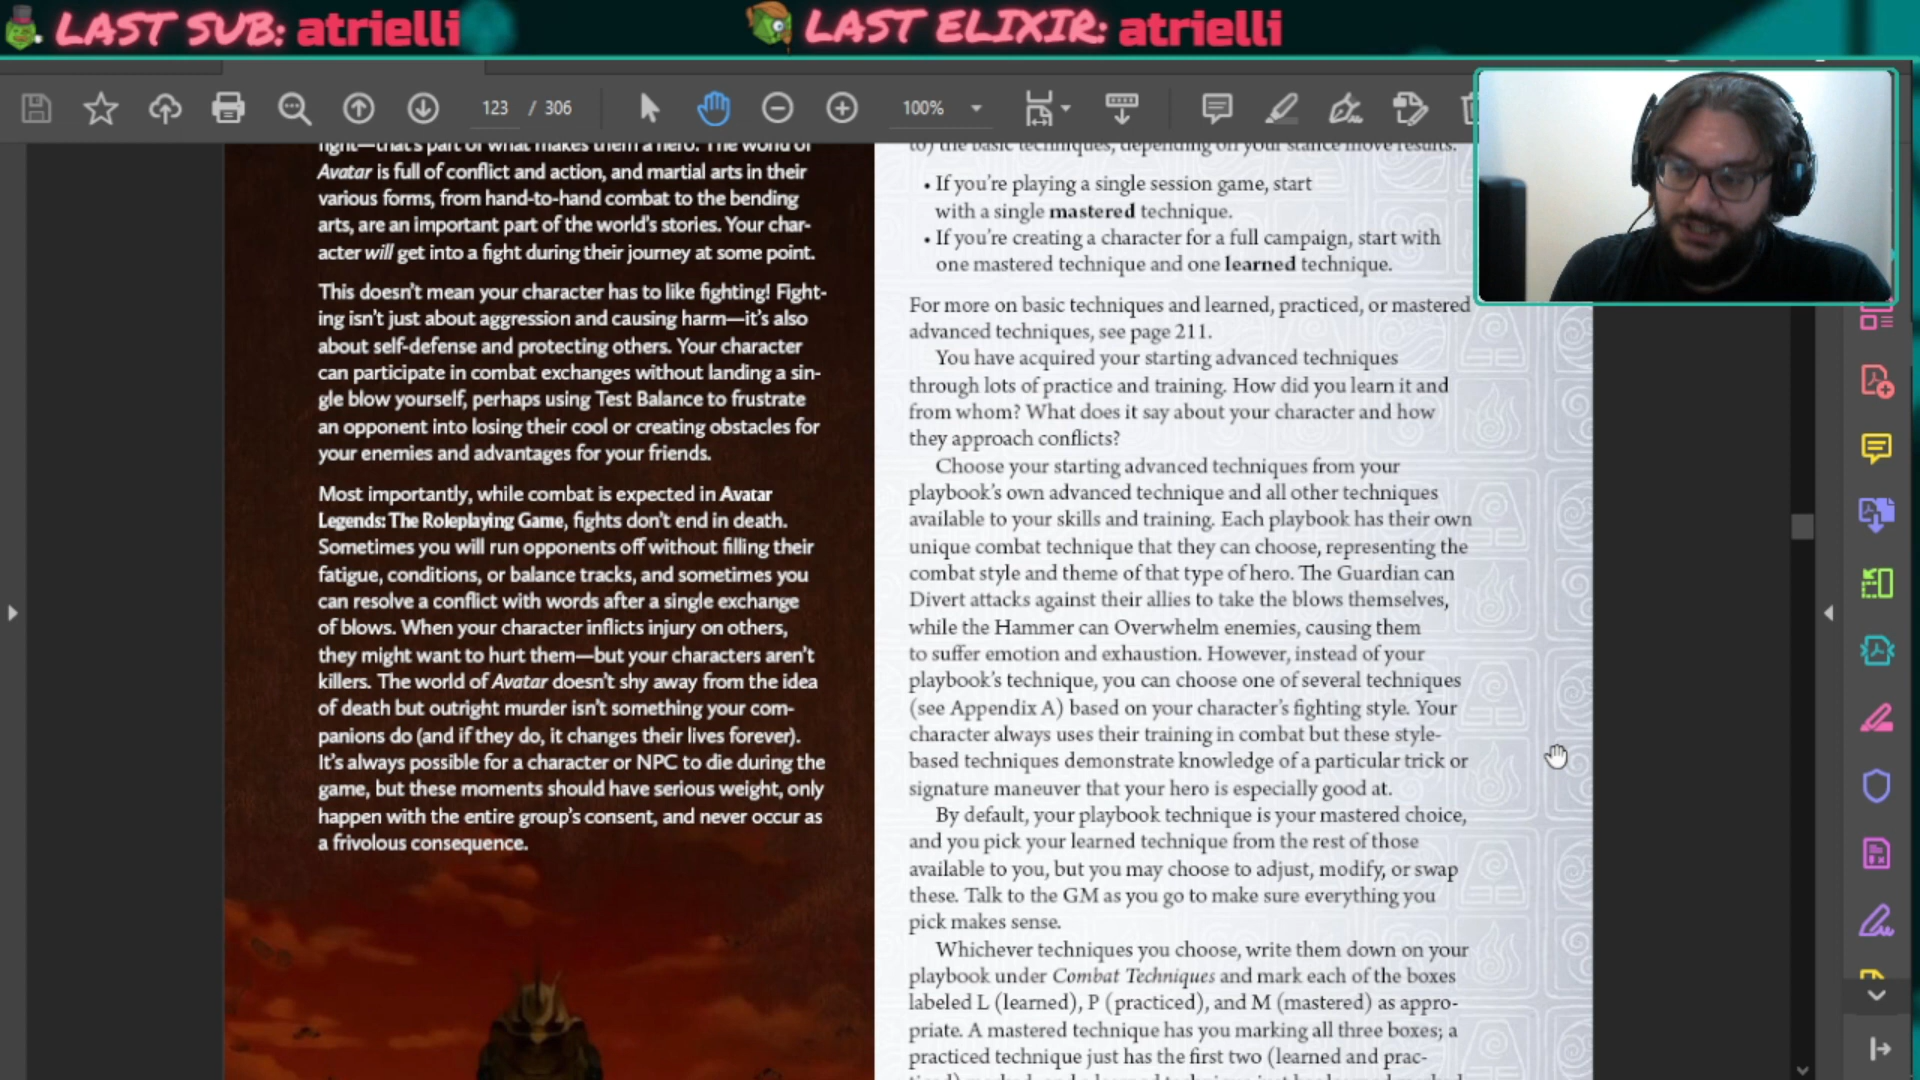 LAST SUB: atrielli
LAST ELIXIR: atrielli
123 / 306
100%
fight—that's part of what makes them a hero. The world of
Avatar is full of conflict and action, and martial arts in their
various forms, from hand-to-hand combat to the bending
arts, are an important part of the world's stories. Your char-
acter will get into a fight during their journey at some point.
This doesn't mean your character has to like fighting! Fight-
ing isn't just about aggression and causing harm—it's also
about self-defense and protecting others. Your character
can participate in combat exchanges without landing a sin-
gle blow yourself, perhaps using Test Balance to frustrate
an opponent into losing their cool or creating obstacles for
your enemies and advantages for your friends.
Most importantly, while combat is expected in Avatar
Legends: The Roleplaying Game, fights don't end in death.
Sometimes you will run opponents off without filling their
fatigue, conditions, or balance tracks, and sometimes you
can resolve a conflict with words after a single exchange
of blows. When your character inflicts injury on others,
they might want to hurt them—but your characters aren't
killers. The world of Avatar doesn't shy away from the idea
of death but outright murder isn't something your com-
panions do (and if they do, it changes their lives forever).
It's always possible for a character or NPC to die during the
game, but these moments should have serious weight, only
happen with the entire group's consent, and never occur as
a frivolous consequence.
to) the basic techniques, depending on your stance move results.
• If you're playing a single session game, start
with a single mastered technique.
• If you're creating a character for a full campaign, start with
one mastered technique and one learned technique.
For more on basic techniques and learned, practiced, or mastered
advanced techniques, see page 211.
You have acquired your starting advanced techniques
through lots of practice and training. How did you learn it and
from whom? What does it say about your character and how
they approach conflicts?
Choose your starting advanced techniques from your
playbook's own advanced technique and all other techniques
available to your skills and training. Each playbook has their own
unique combat technique that they can choose, representing the
combat style and theme of that type of hero. The Guardian can
Divert attacks against their allies to take the blows themselves,
while the Hammer can Overwhelm enemies, causing them
to suffer emotion and exhaustion. However, instead of your
playbook's technique, you can choose one of several techniques
(see Appendix A) based on your character's fighting style. Your
character always uses their training in combat but these style-
based techniques demonstrate knowledge of a particular trick or
signature maneuver that your hero is especially good at.
By default, your playbook technique is your mastered choice,
and you pick your learned technique from the rest of those
available to you, but you may choose to adjust, modify, or swap
these. Talk to the GM as you go to make sure everything you
pick makes sense.
Whichever techniques you choose, write them down on your
playbook under Combat Techniques and mark each of the boxes
labeled L (learned), P (practiced), and M (mastered) as appro-
priate. A mastered technique has you marking all three boxes; a
practiced technique just has the first two (learned and prac-